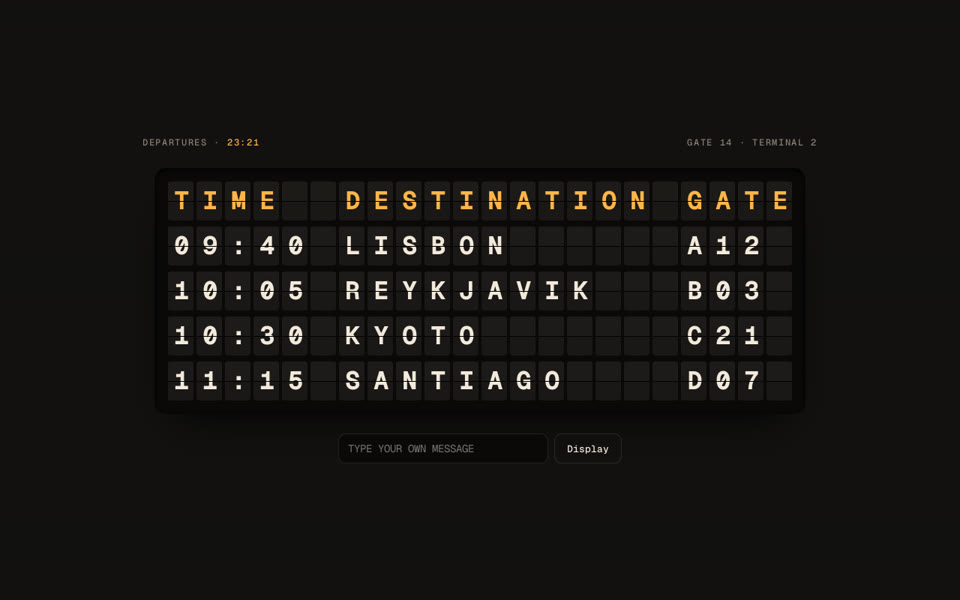 DEPARTURES · 23:21
GATE 14 · TERMINAL 2
TIME DESTINATION GATE
09:40 LISBON A12
10:05 REYKJAVIK B03
10:30 KYOTO C21
11:15 SANTIAGO D07
TYPE YOUR OWN MESSAGE
Display